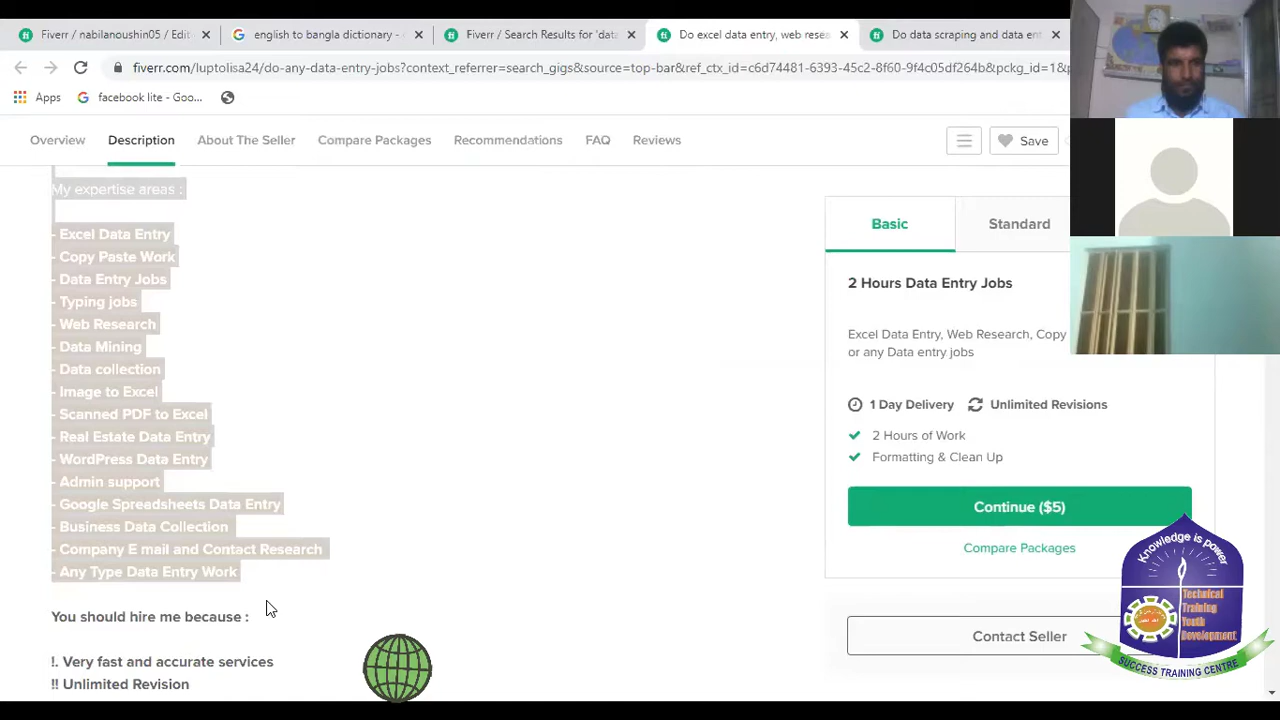 Fiverr / nabilanoushin05 / Edit
english to bangla dictionary -
Fiverr / Search Results for 'data
Do excel data entry, web resea
Do data scraping and data ent
fiverr.com/luptolisa24/do-any-data-entry-jobs?context_referrer=search_gigs&source=top-bar&ref_ctx_id=c6d74481-6393-45c2-8f60-9f4c05df264b&pckg_id=1&
Apps
facebook lite - Goo...
Overview
Description
About The Seller
Compare Packages
Recommendations
FAQ
Reviews
Save
My expertise areas :
- Excel Data Entry
- Copy Paste Work
- Data Entry Jobs
- Typing jobs
- Web Research
- Data Mining
- Data collection
- Image to Excel
- Scanned PDF to Excel
- Real Estate Data Entry
- WordPress Data Entry
- Admin support
- Google Spreadsheets Data Entry
- Business Data Collection
- Company E mail and Contact Research
- Any Type Data Entry Work
You should hire me because :
!. Very fast and accurate services
!! Unlimited Revision
Basic
Standard
2 Hours Data Entry Jobs
Excel Data Entry, Web Research, Copy
or any Data entry jobs
1 Day Delivery
Unlimited Revisions
2 Hours of Work
Formatting & Clean Up
Continue ($5)
Compare Packages
Contact Seller
Knowledge is power
Technical
Training
Youth
Development
SUCCESS TRAINING CENTRE